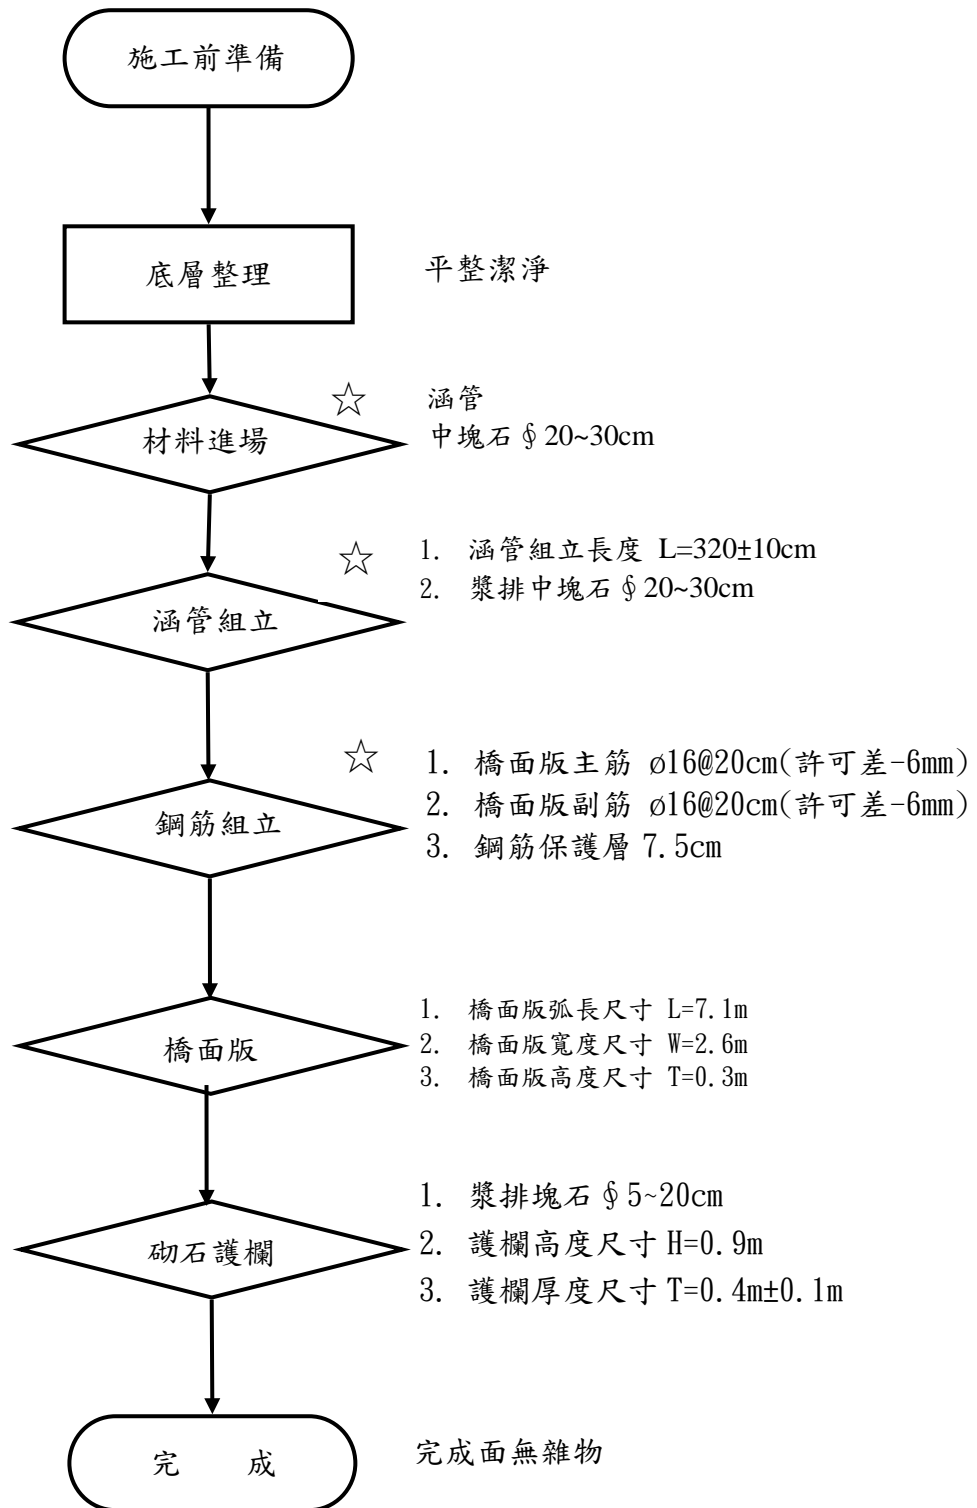 施工前準備
底層整理
平整潔淨
☆
涵管
材料進場
中塊石∮20~30cm
☆
1. 涵管組立長度 L=320±10cm
2. 漿排中塊石∮20~30cm
涵管組立
☆
1. 橋面版主筋 ø16@20cm(許可差-6mm)
2. 橋面版副筋 ø16@20cm(許可差-6mm)
3. 鋼筋保護層 7.5cm
鋼筋組立
1. 橋面版弧長尺寸 L=7.1m
2. 橋面版寬度尺寸 W=2.6m
3. 橋面版高度尺寸 T=0.3m
橋面版
1. 漿排塊石∮5~20cm
2. 護欄高度尺寸 H=0.9m
3. 護欄厚度尺寸 T=0.4m±0.1m
砌石護欄
完 成
完成面無雜物